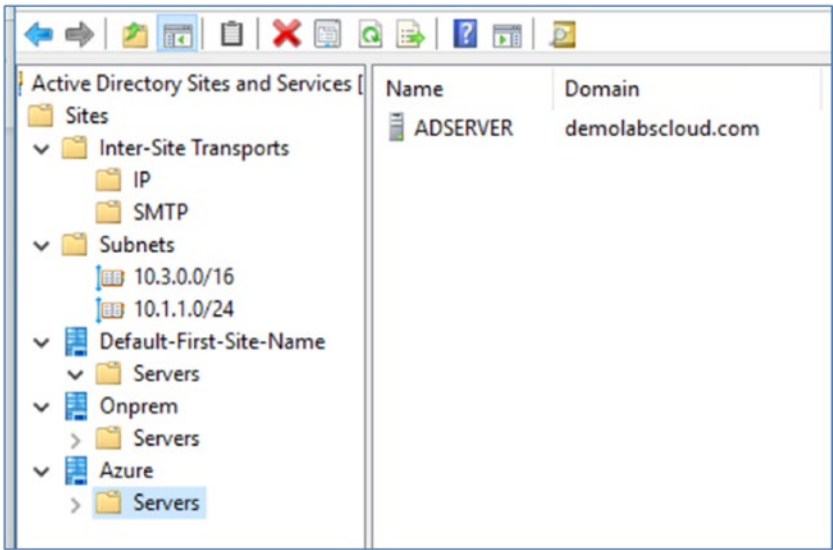 Active Directory Sites and Services [
Sites
Inter-Site Transports
IP
SMTP
Subnets
10.3.0.0/16
10.1.1.0/24
Default-First-Site-Name
Servers
Onprem
Servers
Azure
Servers
Name Domain
ADSERVER demolabscloud.com